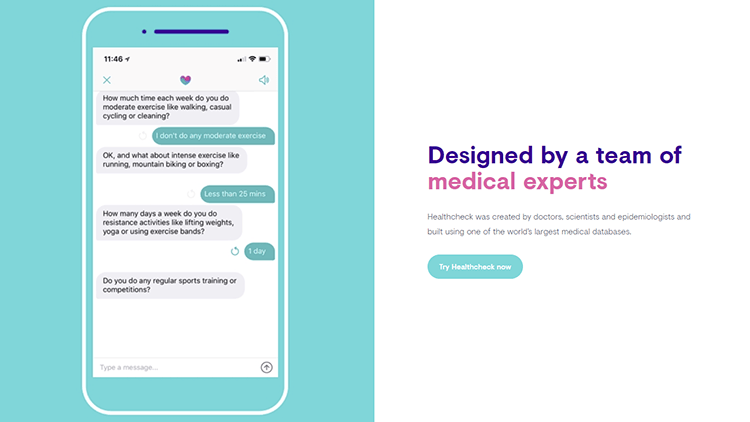 11:46
How much time each week do you do
moderate exercise like walking, casual
cycling or cleaning?
I don't do any moderate exercise
OK, and what about intense exercise like
running, mountain biking or boxing?
Less than 25 mins
How many days a week do you do
resistance activities like lifting weights,
yoga or using exercise bands?
1 day
Do you do any regular sports training or
competitions?
Type a message...
Designed by a team of
medical experts
Healthcheck was created by doctors, scientists and epidemiologists and
built using one of the world's largest medical databases.
Try Healthcheck now